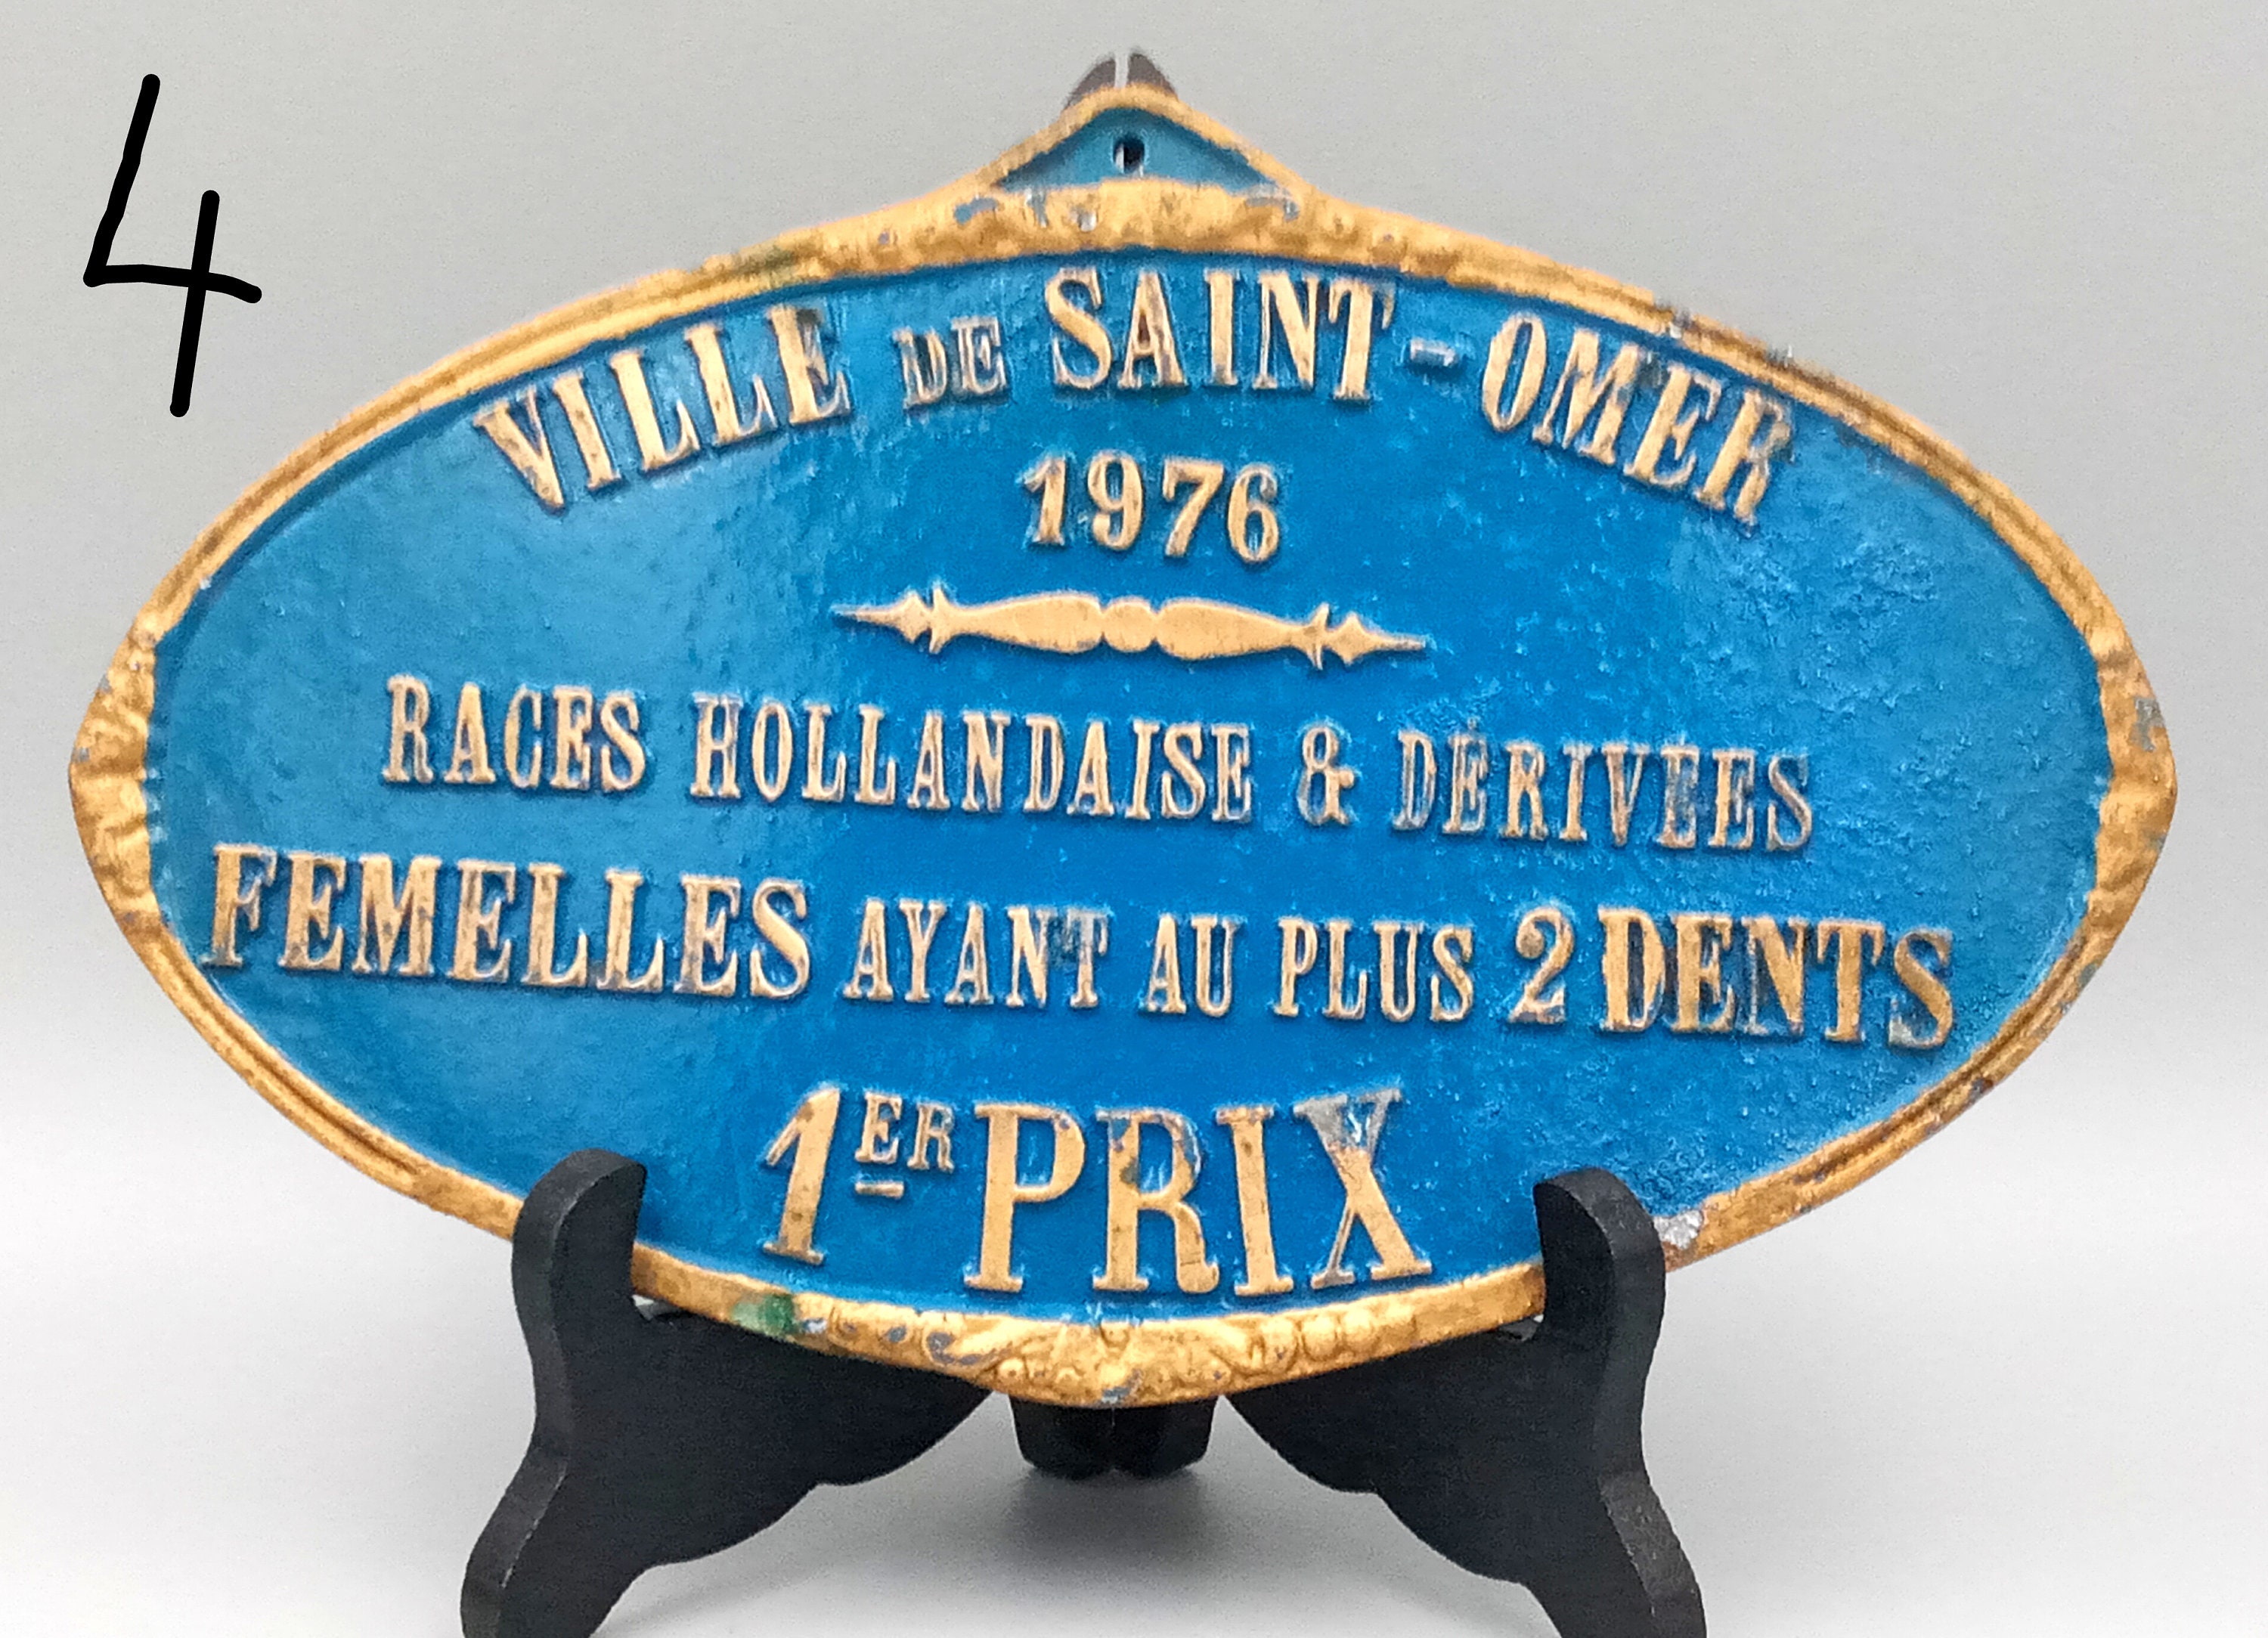 4
VILLE DE SAINT-OMER
1976
RACES HOLLANDAISE & DÉRIVÉES
FEMELLES AYANT AU PLUS 2 DENTS
1ER PRIX